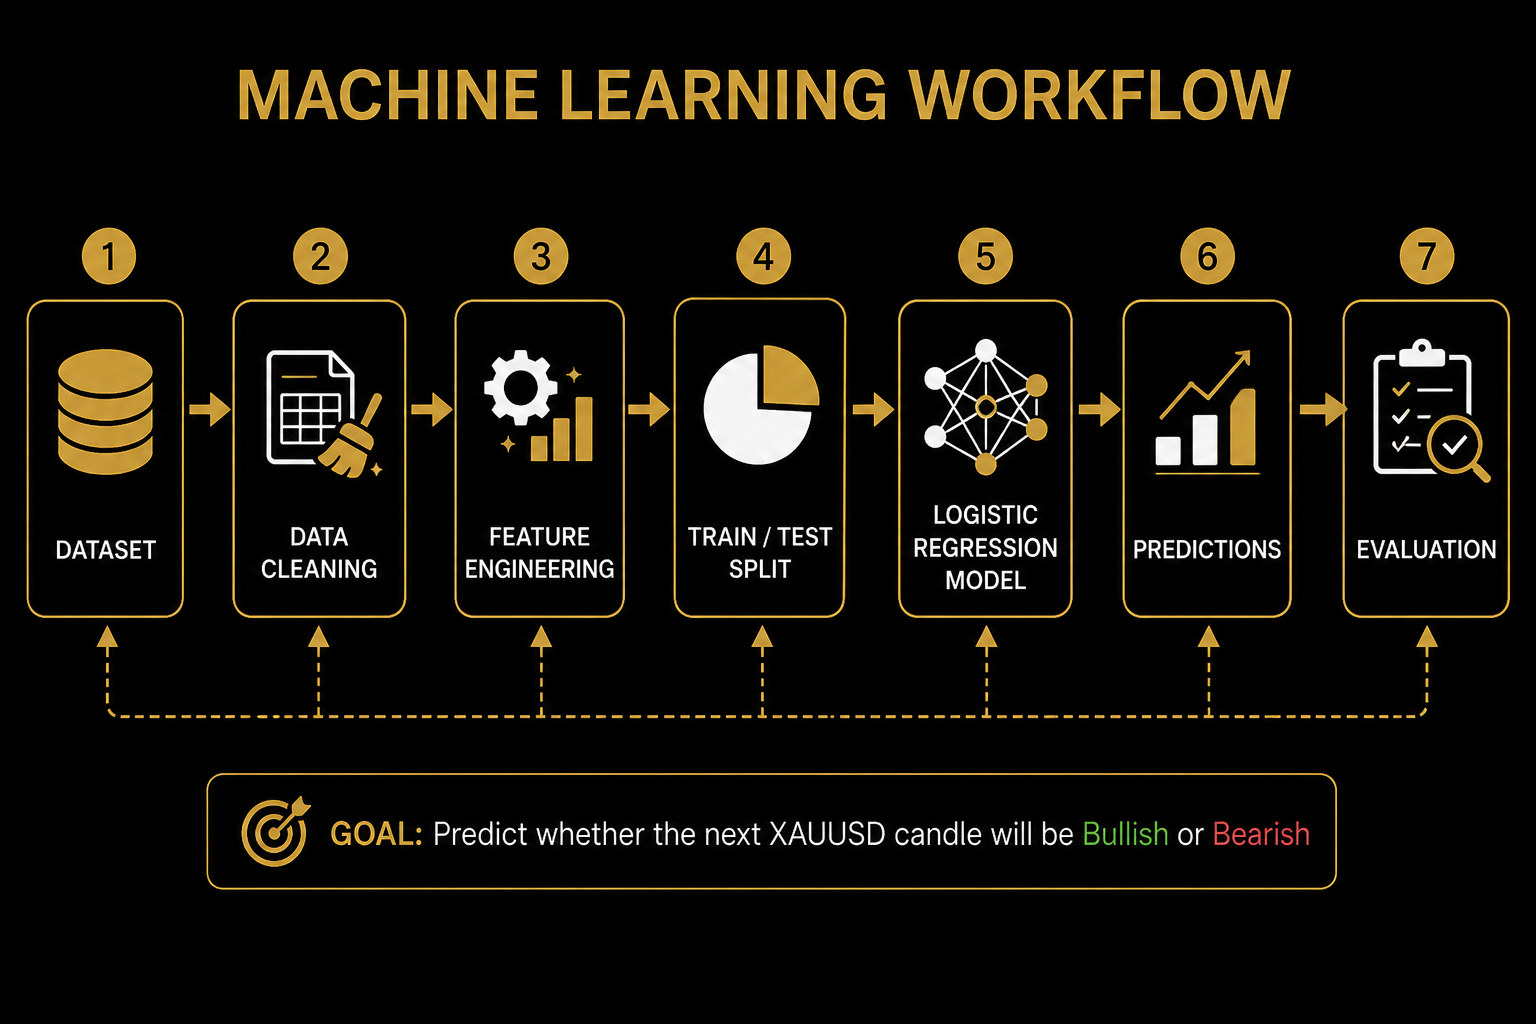 MACHINE LEARNING WORKFLOW
1
2
3
4
5
6
7
DATASET
DATA
CLEANING
FEATURE
ENGINEERING
TRAIN / TEST
SPLIT
LOGISTIC
REGRESSION
MODEL
PREDICTIONS
EVALUATION
GOAL: Predict whether the next XAUUSD candle will be Bullish or Bearish